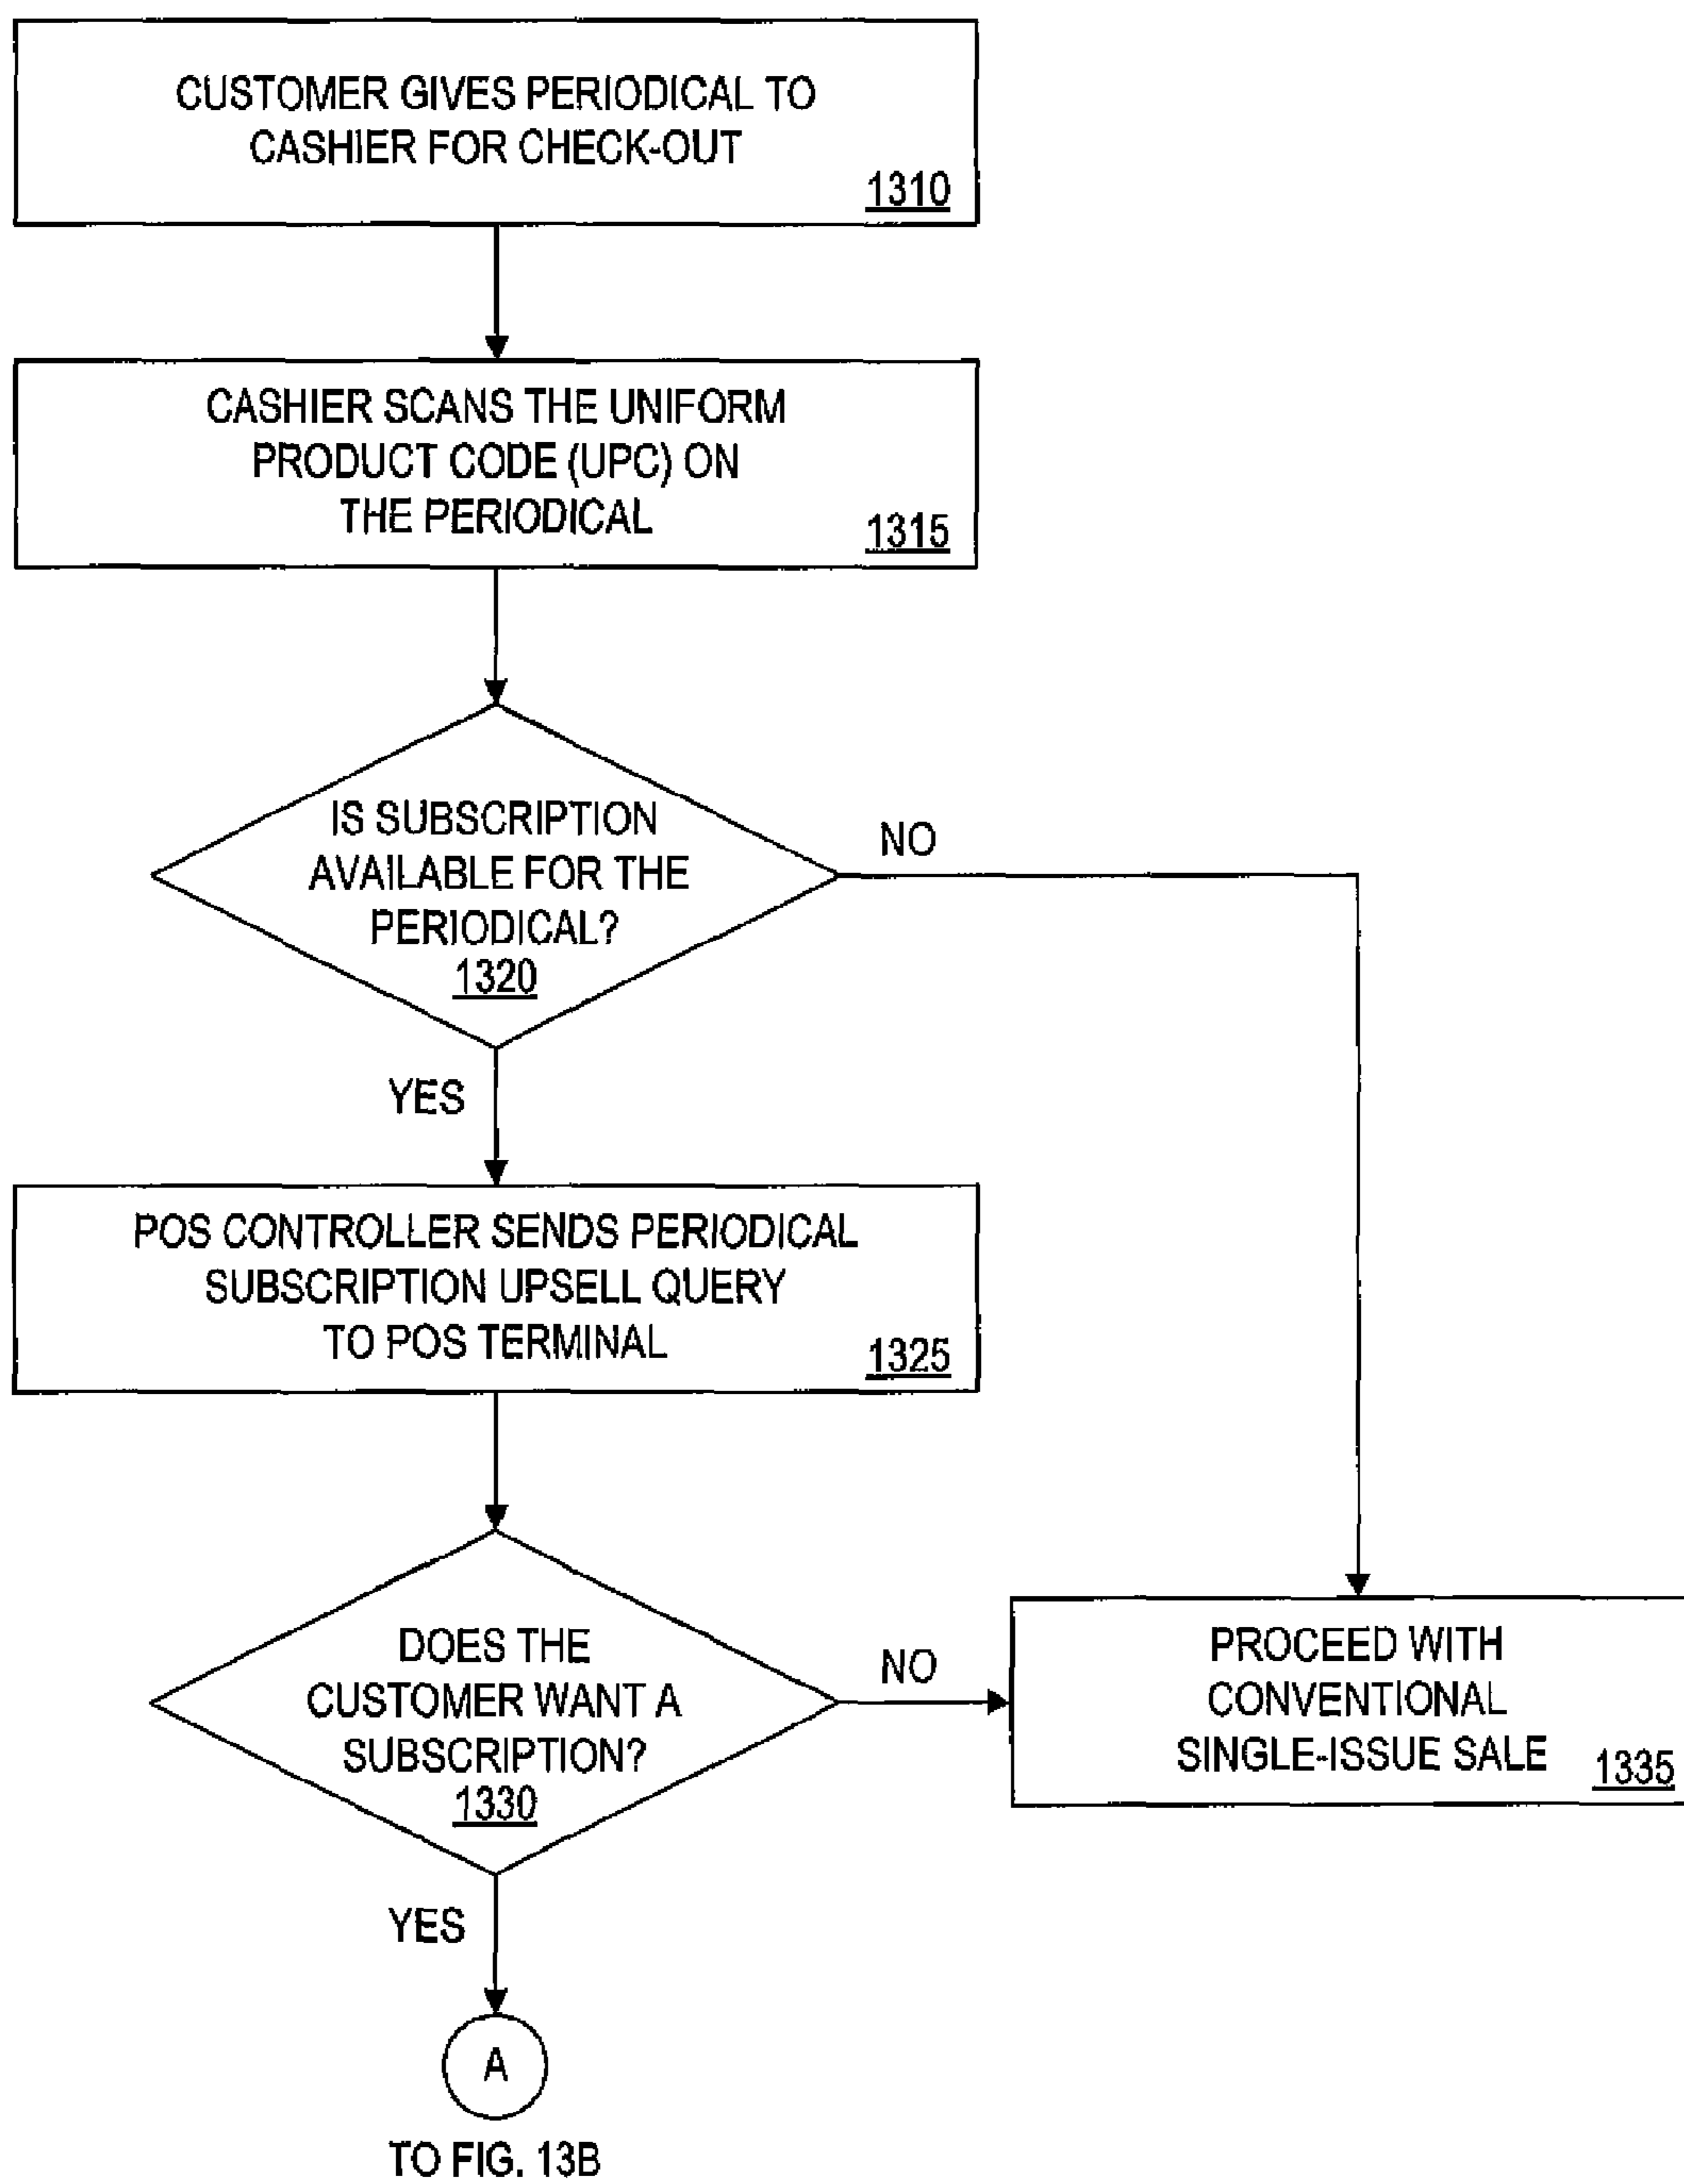 CUSTOMER GIVES PERIODICAL TO
CASHIER FOR CHECK-OUT
1310
CASHIER SCANS THE UNIFORM
PRODUCT CODE (UPC) ON
THE PERIODICAL
1315
IS SUBSCRIPTION
AVAILABLE FOR THE
PERIODICAL?
1320
NO
YES
POS CONTROLLER SENDS PERIODICAL
SUBSCRIPTION UPSELL QUERY
TO POS TERMINAL
1325
DOES THE
CUSTOMER WANT A
SUBSCRIPTION?
1330
NO
PROCEED WITH
CONVENTIONAL
SINGLE-ISSUE SALE
1335
YES
A
TO FIG. 13B